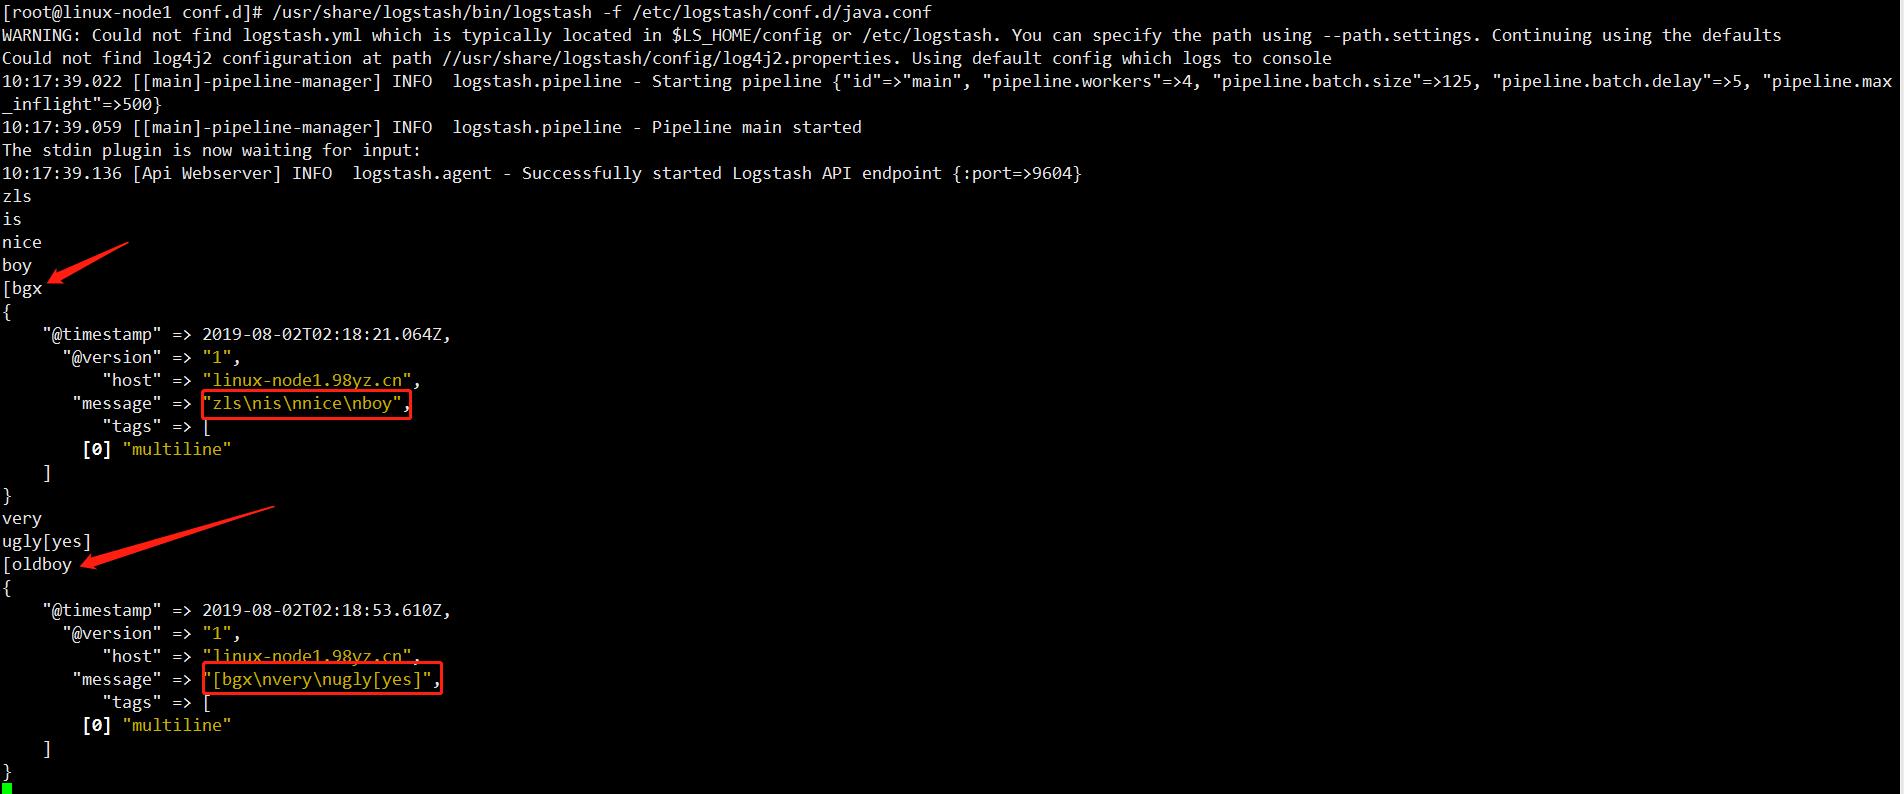 [root@linux-node1 conf.d]# /usr/share/logstash/bin/logstash -f /etc/logstash/conf.d/java.conf
WARNING: Could not find logstash.yml which is typically located in $LS_HOME/config or /etc/logstash. You can specify the path using --path.settings. Continuing using the defaults
Could not find log4j2 configuration at path //usr/share/logstash/config/log4j2.properties. Using default config which logs to console
10:17:39.022 [[main]-pipeline-manager] INFO  logstash.pipeline - Starting pipeline {"id"=>"main", "pipeline.workers"=>4, "pipeline.batch.size"=>125, "pipeline.batch.delay"=>5, "pipeline.max
_inflight"=>500}
10:17:39.059 [[main]-pipeline-manager] INFO  logstash.pipeline - Pipeline main started
The stdin plugin is now waiting for input:
10:17:39.136 [Api Webserver] INFO  logstash.agent - Successfully started Logstash API endpoint {:port=>9604}
zls
is
nice
boy
[bgx
{
    "@timestamp" => 2019-08-02T02:18:21.064Z,
      "@version" => "1",
          "host" => "linux-node1.98yz.cn",
       "message" => "zls\nis\nnice\nboy",
          "tags" => [
        [0] "multiline"
    ]
}
very
ugly[yes]
[oldboy
{
    "@timestamp" => 2019-08-02T02:18:53.610Z,
      "@version" => "1",
          "host" => "linux-node1.98yz.cn",
       "message" => "[bgx\nvery\nugly[yes]",
          "tags" => [
        [0] "multiline"
    ]
}